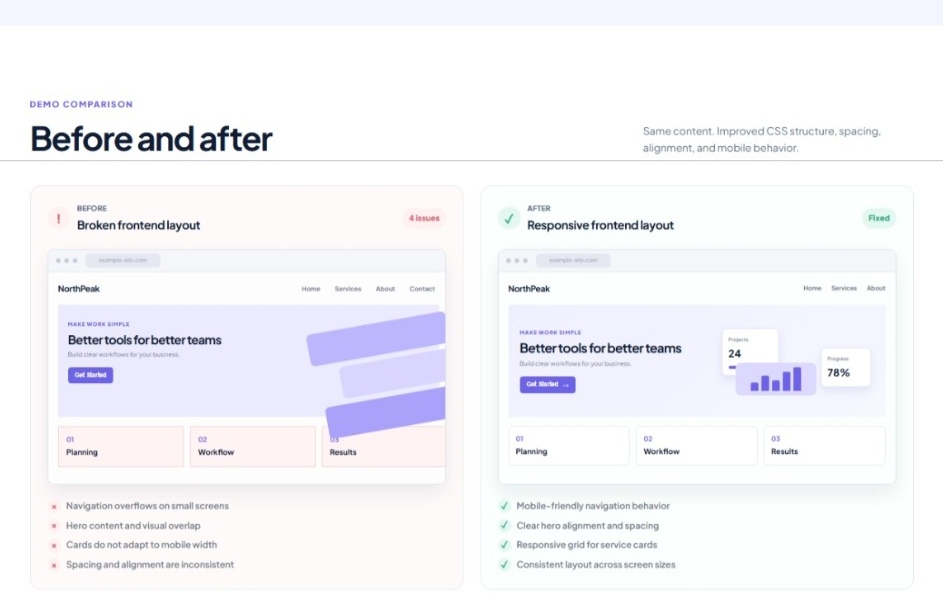 DEMO COMPARISON
Before and after
Same content. Improved CSS structure, spacing,
alignment, and mobile behavior.
!
BEFORE
Broken frontend layout
4 issues
example-site.com
NorthPeak
Home Services About Contact
MAKE WORK SIMPLE
Better tools for better teams
Build clear workflows for your business.
Get Started
01
Planning
02
Workflow
03
Results
Navigation overflows on small screens
Hero content and visual overlap
Cards do not adapt to mobile width
Spacing and alignment are inconsistent
AFTER
Responsive frontend layout
Fixed
example-site.com
NorthPeak
Home Services About
MAKE WORK SIMPLE
Better tools for better teams
Build clear workflows for your business.
Get Started →
Projects
24
Progress
78%
01
Planning
02
Workflow
03
Results
Mobile-friendly navigation behavior
Clear hero alignment and spacing
Responsive grid for service cards
Consistent layout across screen sizes